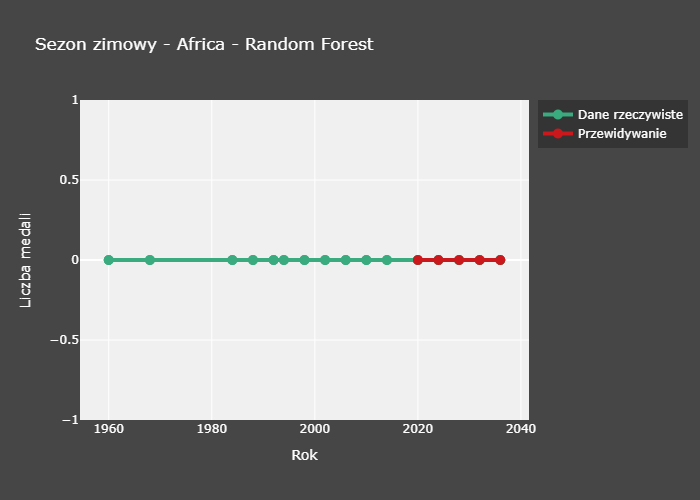 Sezon zimowy - Africa - Random Forest
Dane rzeczywiste
Przewidywanie
Liczba medali
1
0.5
0
−0.5
−1
1960
1980
2000
2020
2040
Rok